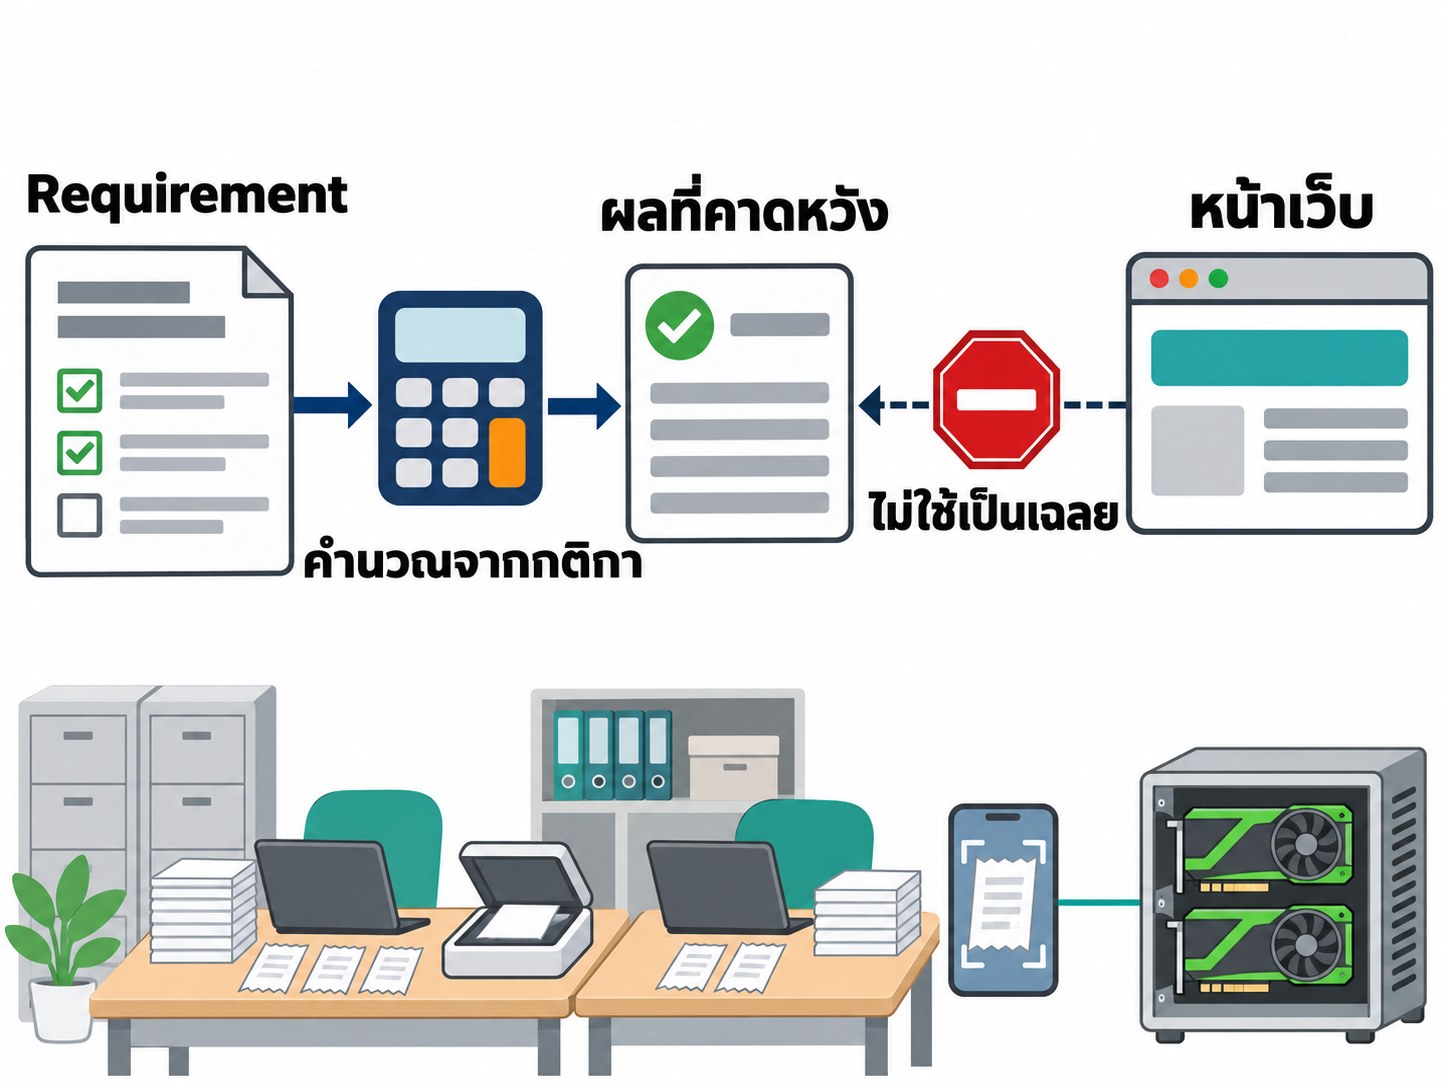 Requirement
ผลที่คาดหวัง
หน้าเว็บ
ไม่ใช้เป็นเฉลย
คำนวณจากกติกา